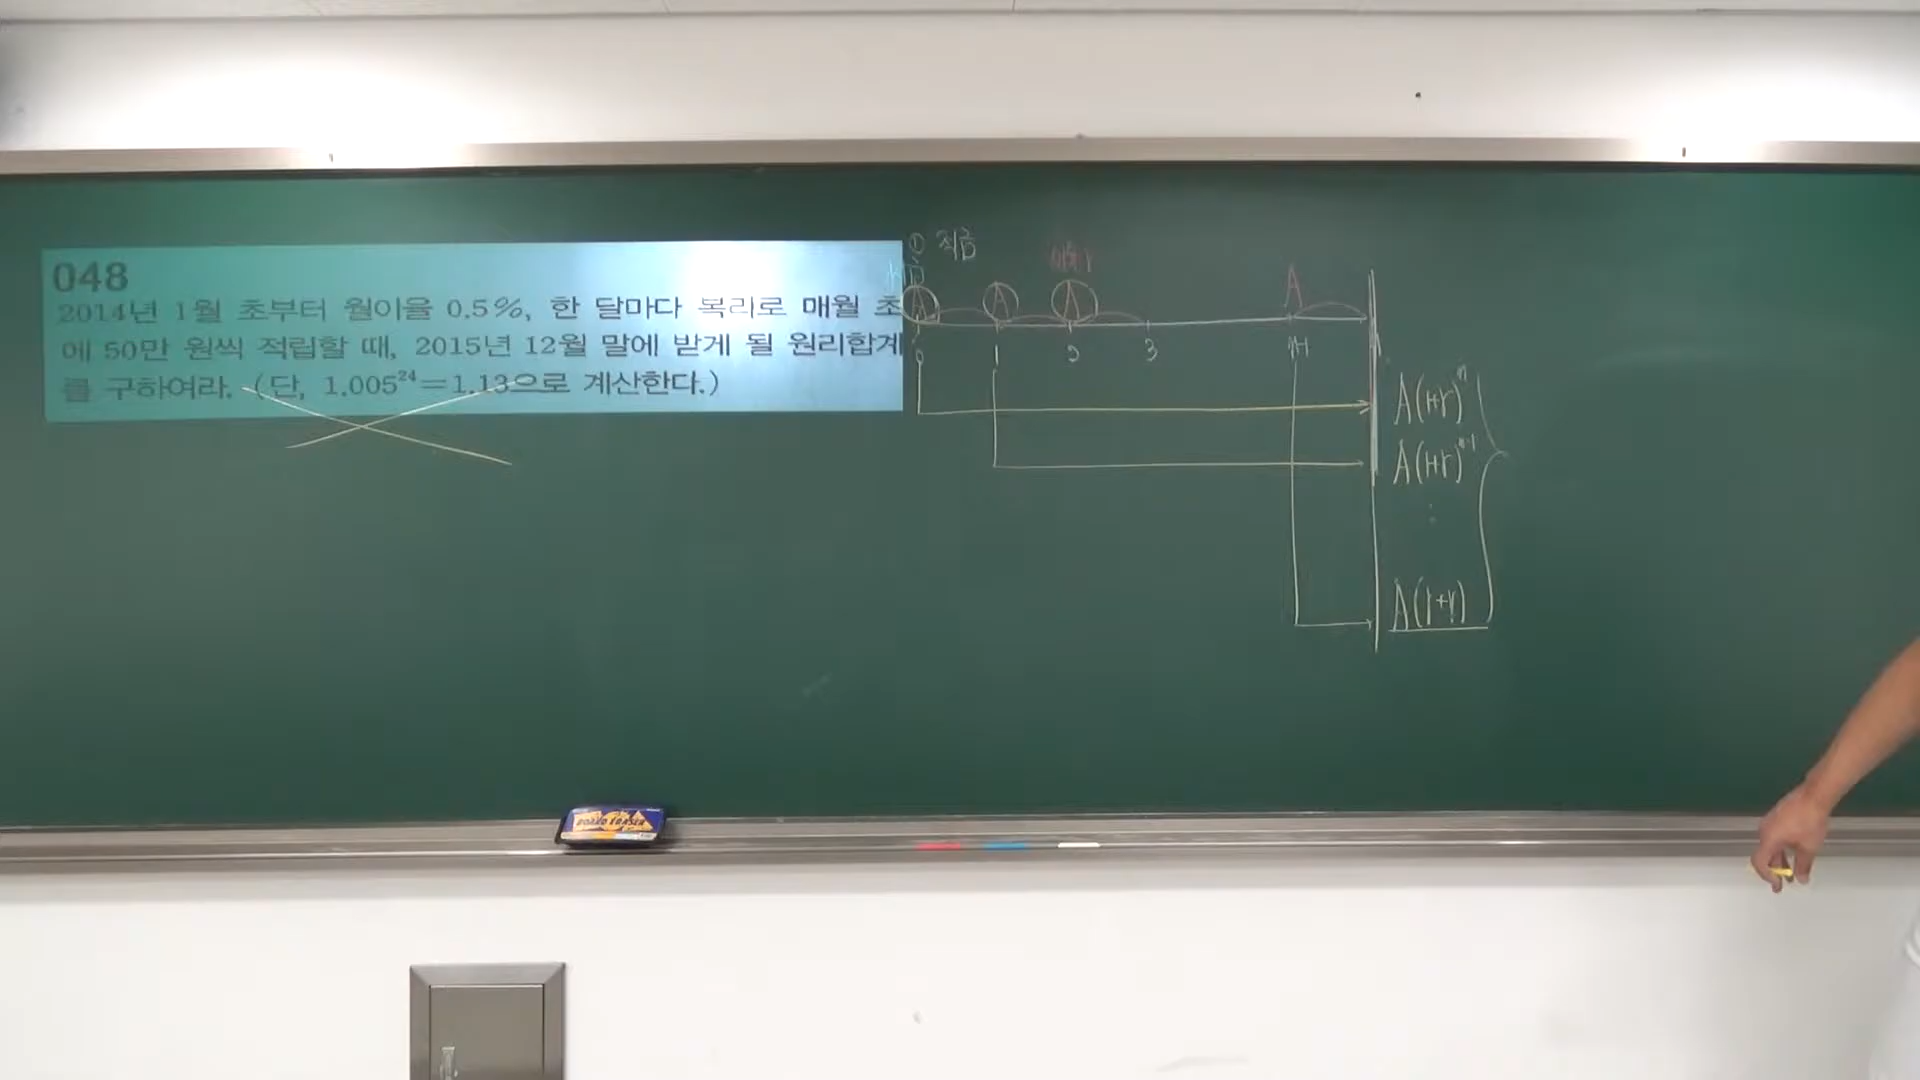 048
2014년 1월 초부터 월이율 0.5%, 한 달마다 복리로 매월 초
에 50만 원씩 적립할 때, 2015년 12월 말에 받게 될 원리합계
를 구하여라. (단, 1.005²⁴=1.13으로 계산한다.)
① 적금
A A A A
0 1 2 3 n-1
A(1+r)ⁿ
A(1+r)ⁿ⁻¹
⋮
A(1+r)
BOARD ERASER